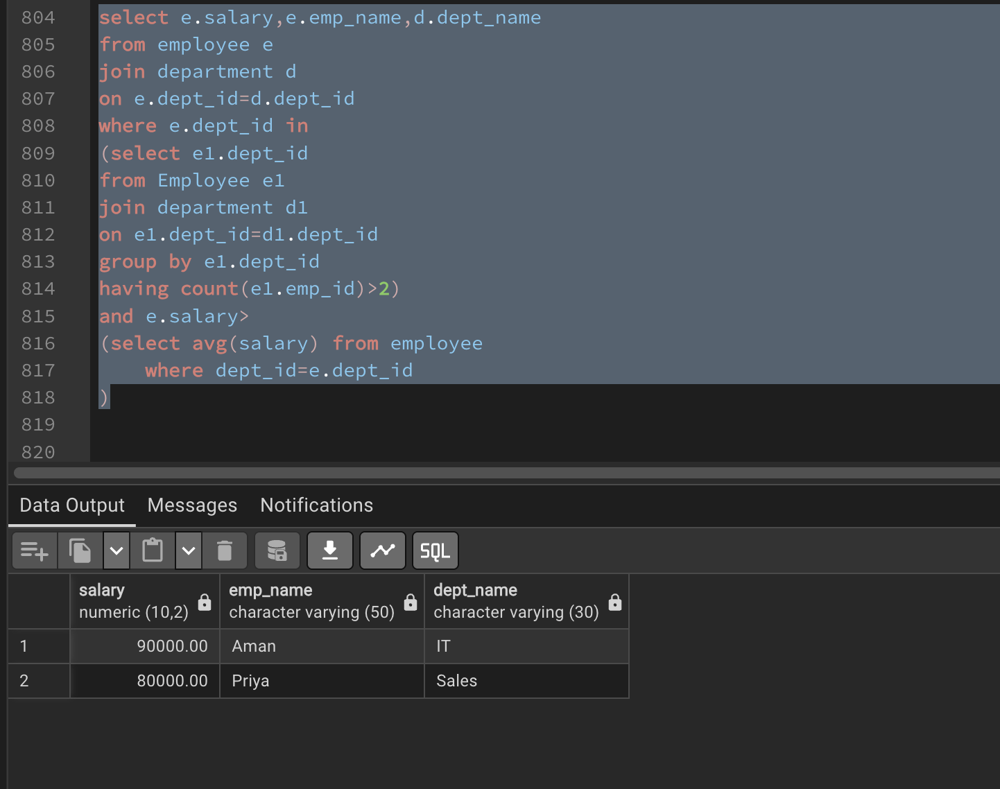 804 select e.salary,e.emp_name,d.dept_name
805 from employee e
806 join department d
807 on e.dept_id=d.dept_id
808 where e.dept_id in
809 (select e1.dept_id
810 from Employee e1
811 join department d1
812 on e1.dept_id=d1.dept_id
813 group by e1.dept_id
814 having count(e1.emp_id)>2)
815 and e.salary>
816 (select avg(salary) from employee
817     where dept_id=e.dept_id
818 )
819
820
Data Output Messages Notifications
SQL
salary emp_name dept_name
numeric (10,2) character varying (50) character varying (30)
1 90000.00 Aman IT
2 80000.00 Priya Sales